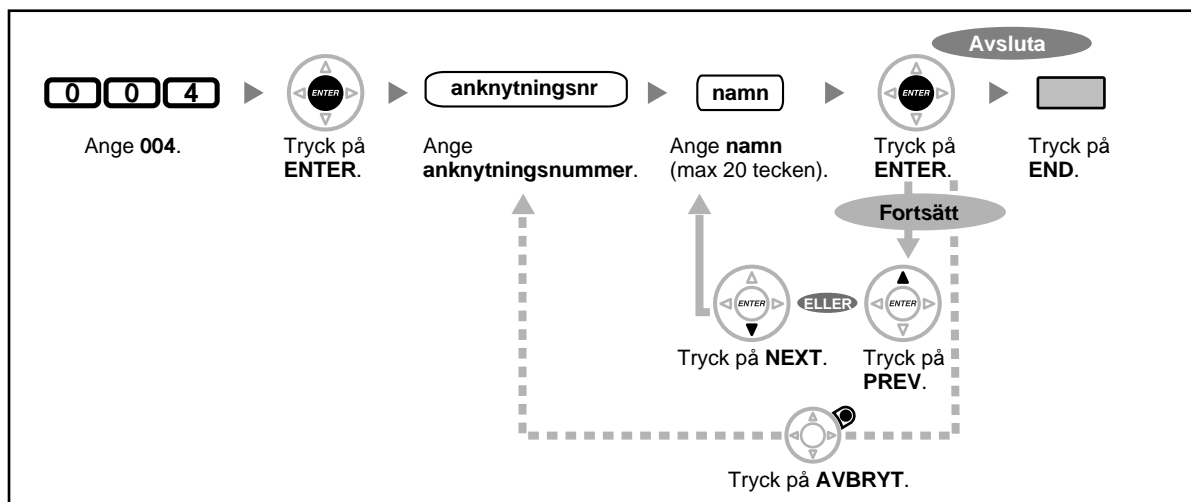 Avsluta
0 0 4
ENTER
anknytningsnr
namn
ENTER
Ange 004.
Tryck på
ENTER.
Ange
anknytningsnummer.
Ange namn
(max 20 tecken).
Tryck på
ENTER.
Tryck på
END.
Fortsätt
ENTER
ELLER
ENTER
Tryck på NEXT.
Tryck på
PREV.
Tryck på AVBRYT.